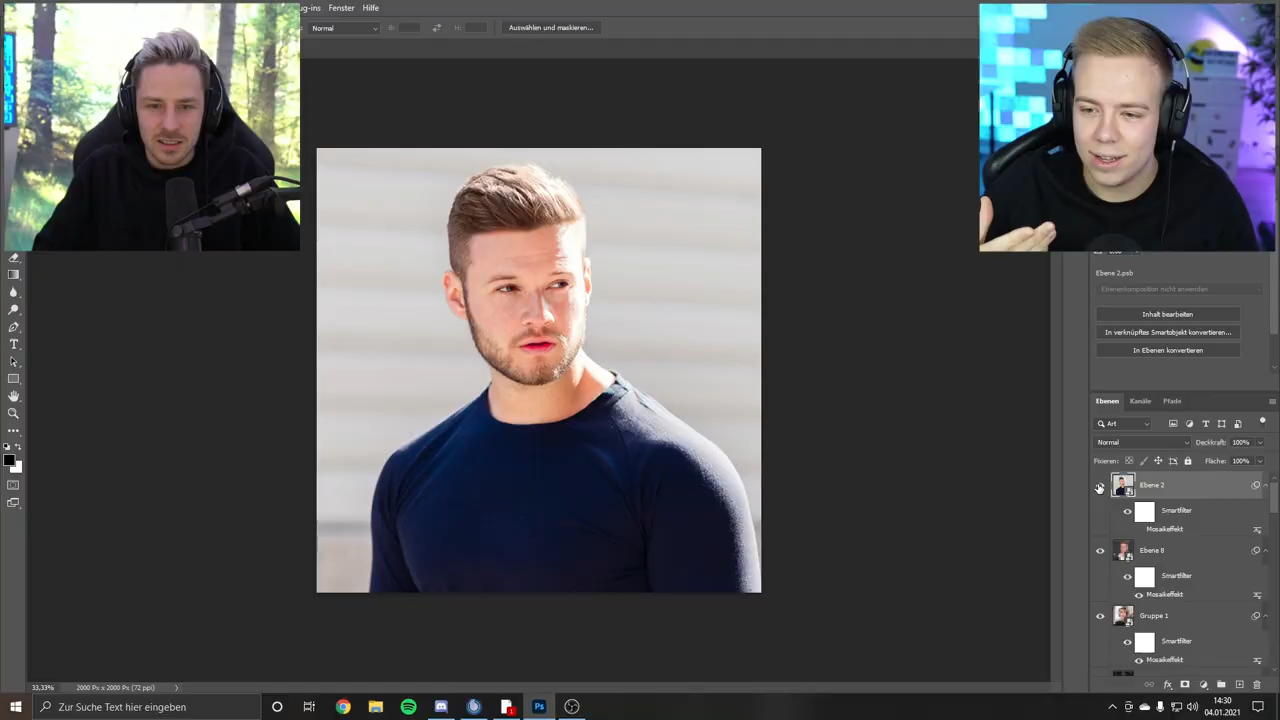 Fenster
Hilfe
Normal
B:
H:
Auswählen und maskieren...
Ebene 2.psb
Ebenenkomposition nicht anwenden
Inhalt bearbeiten
In verknüpftes Smartobjekt konvertieren...
In Ebenen konvertieren
Ebenen
Kanäle
Pfade
Art
Normal
Deckkraft:
100%
Fixieren:
Fläche:
100%
Ebene 2
Smartfilter
Mosaikeffekt
Ebene 8
Smartfilter
Mosaikeffekt
Gruppe 1
Smartfilter
Mosaikeffekt
33,33%
2000 Px x 2000 Px (72 ppi)
Zur Suche Text hier eingeben
14:30
04.01.2021